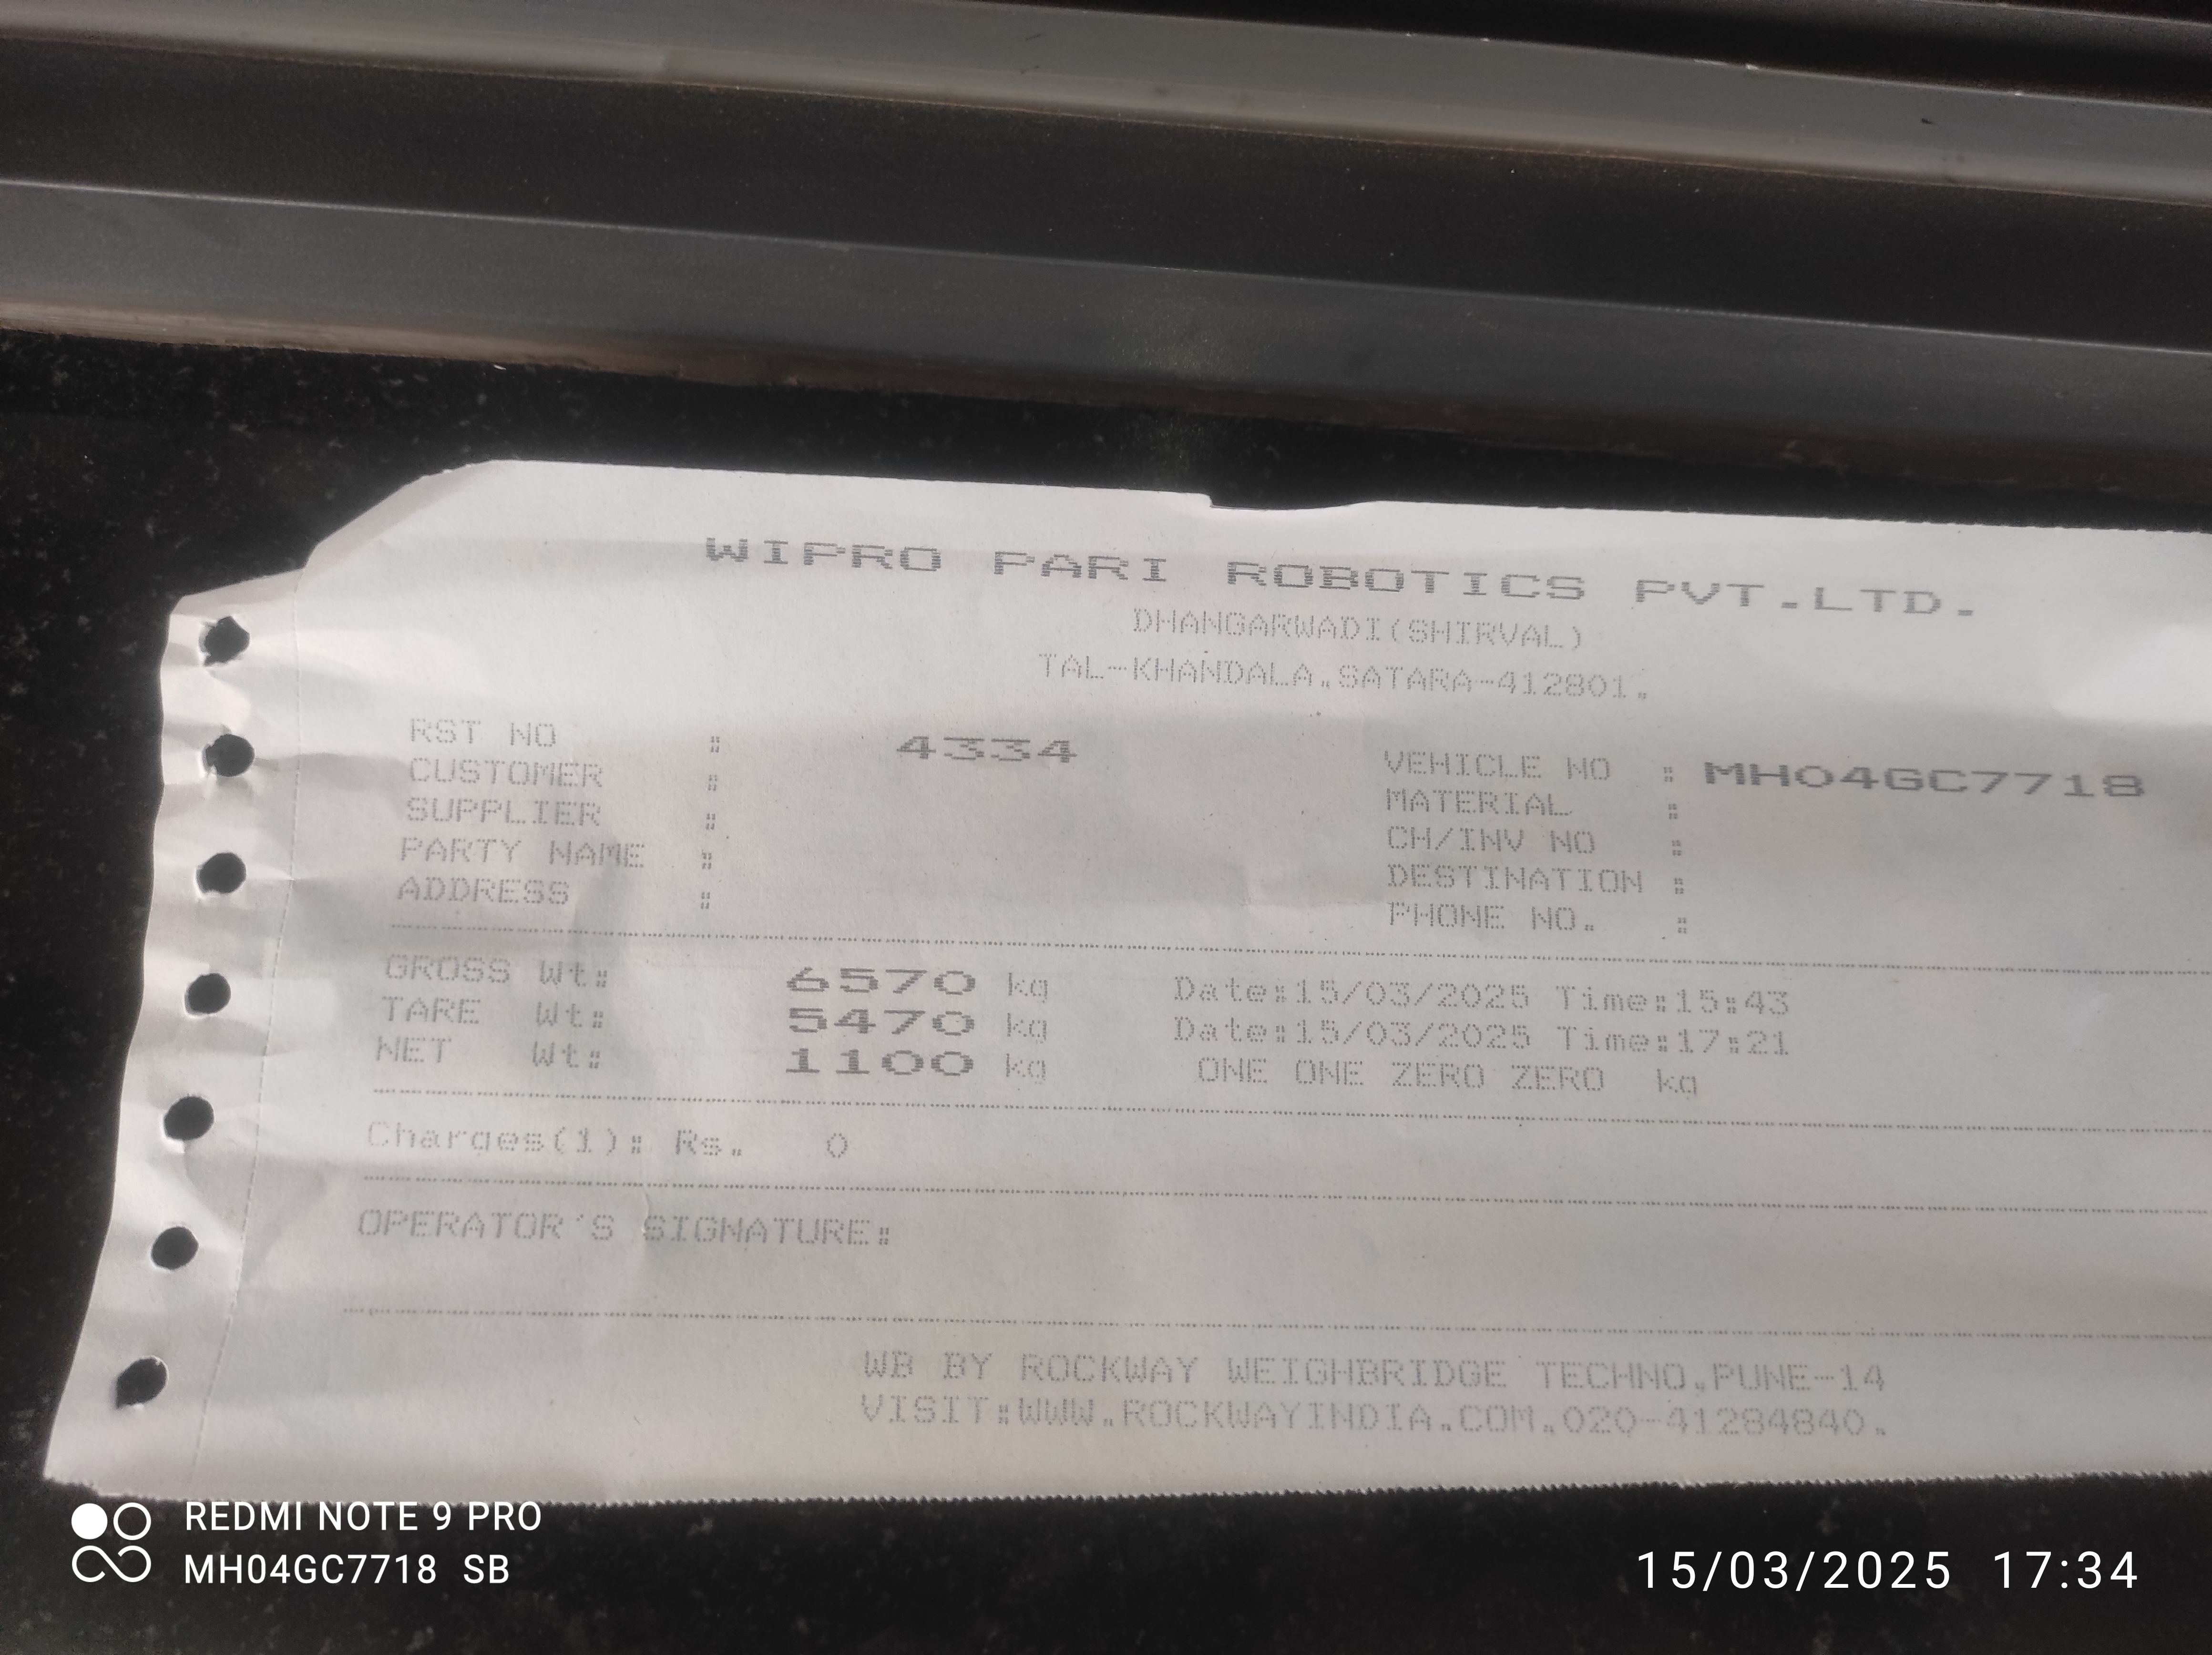 WIPRO PARI ROBOTICS PVT.LTD.
DHANGARWADI(SHIRVAL)
TAL-KHANDALA.SATARA-412801.
RST NO : 4334
VEHICLE NO : MH04GC7718
CUSTOMER :
MATERIAL :
SUPPLIER :
CH/INV NO :
PARTY NAME :
DESTINATION :
ADDRESS :
PHONE NO. :
GROSS Wt: 6570 kg Date:15/03/2025 Time:15:43
TARE Wt: 5470 kg Date:15/03/2025 Time:17:21
NET Wt: 1100 kg ONE ONE ZERO ZERO kg
Charges(1): Rs. 0
OPERATOR'S SIGNATURE:
WB BY ROCKWAY WEIGHBRIDGE TECHNO.PUNE-14
VISIT:WWW.ROCKWAYINDIA.COM.020-41284840.
REDMI NOTE 9 PRO
MH04GC7718 SB
15/03/2025 17:34